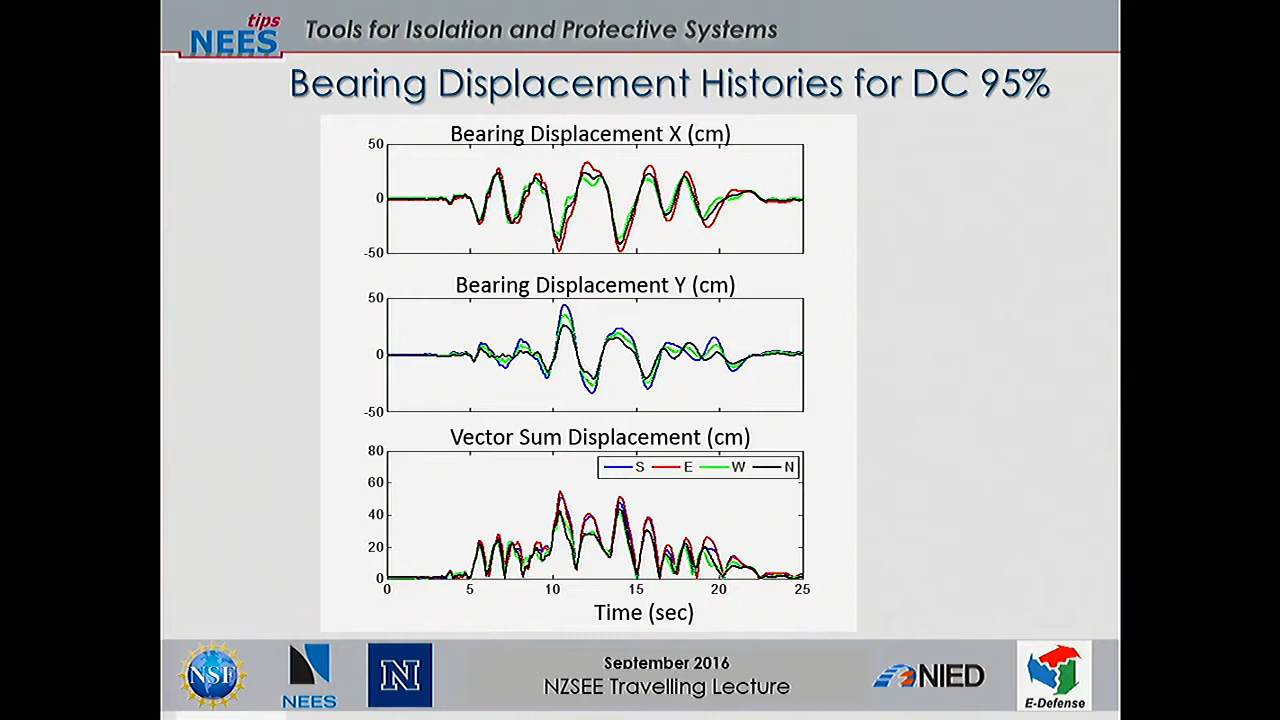 tips
NEES
Tools for Isolation and Protective Systems
Bearing Displacement Histories for DC 95%
Bearing Displacement X (cm)
50
0
-50
Bearing Displacement Y (cm)
50
0
-50
Vector Sum Displacement (cm)
80
60
40
20
0
S E W N
0 5 10 15 20 25
Time (sec)
NSF
NEES
N
September 2016
NZSEE Travelling Lecture
NIED
E-Defense